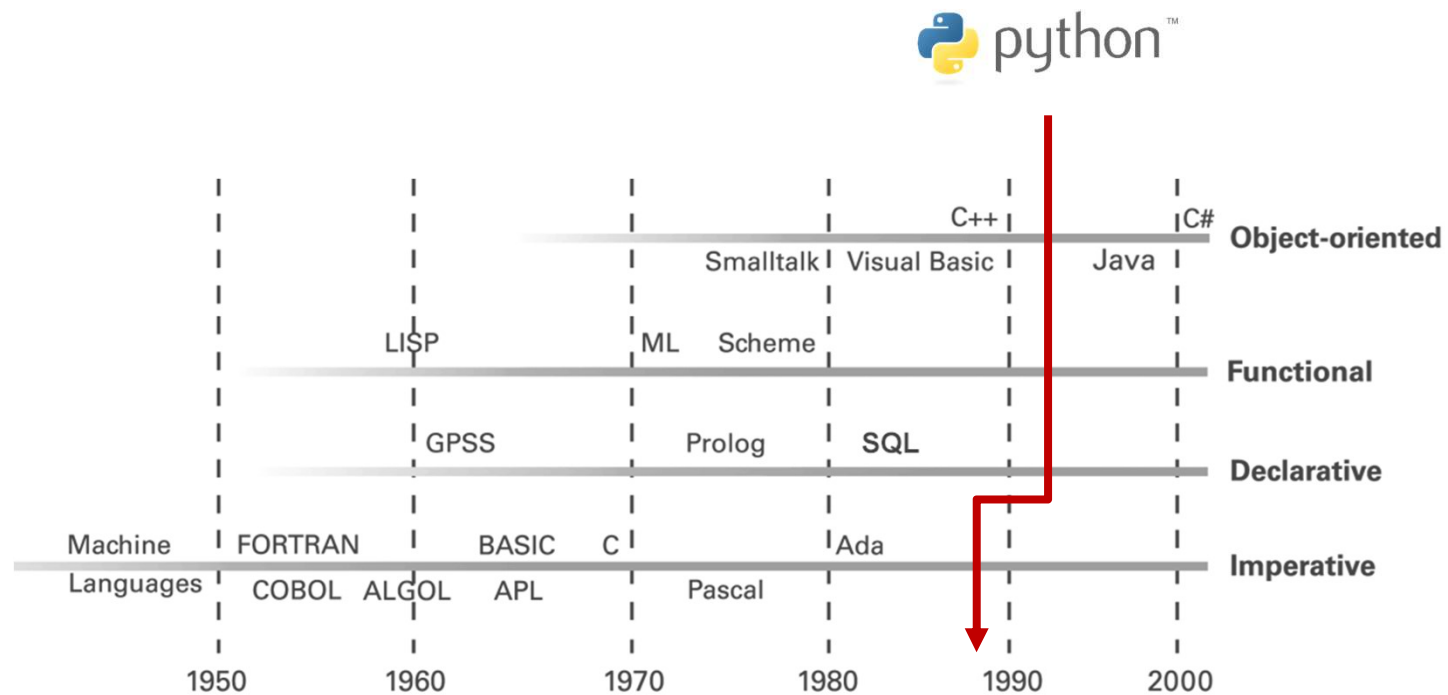 python™
C++ C#
Object-oriented
Smalltalk Visual Basic Java
LISP ML Scheme
Functional
GPSS Prolog SQL
Declarative
Machine FORTRAN BASIC C Ada
Imperative
Languages COBOL ALGOL APL Pascal
1950 1960 1970 1980 1990 2000